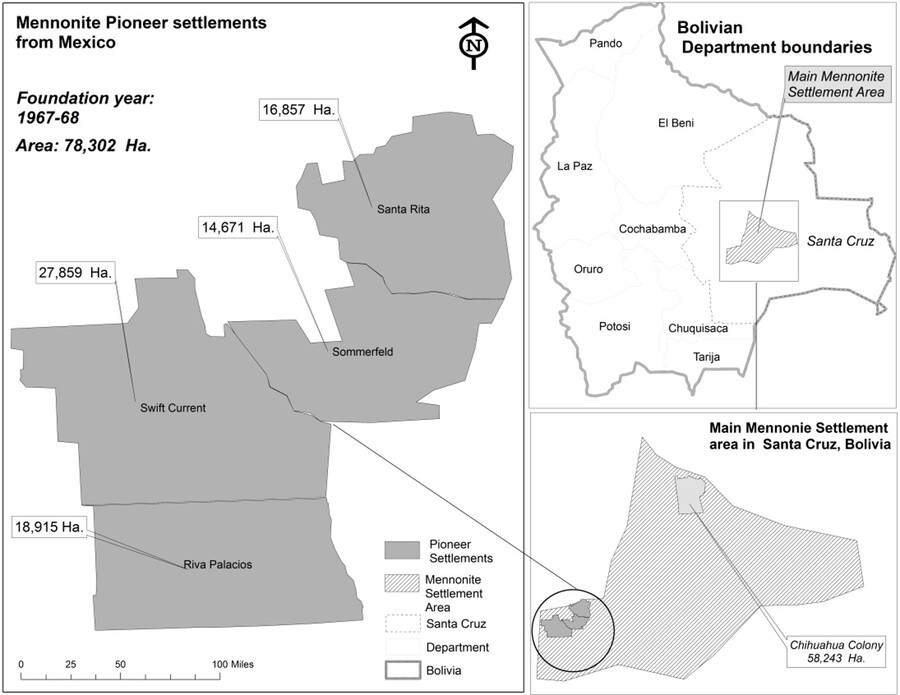 Mennonite Pioneer settlements
from Mexico
N
Foundation year:
1967-68
Area: 78,302 Ha.
16,857 Ha.
Santa Rita
14,671 Ha.
27,859 Ha.
Sommerfeld
Swift Current
18,915 Ha.
Riva Palacios
Pioneer
Settlements
Mennonite
Settlement
Area
Santa Cruz
Department
Bolivia
0 25 50 100 Miles
Bolivian
Department boundaries
Pando
Main Mennonite
Settlement Area
El Beni
La Paz
Cochabamba
Santa Cruz
Oruro
Potosi
Chuquisaca
Tarija
Main Mennonie Settlement
area in Santa Cruz, Bolivia
Chihuahua Colony
58,243 Ha.